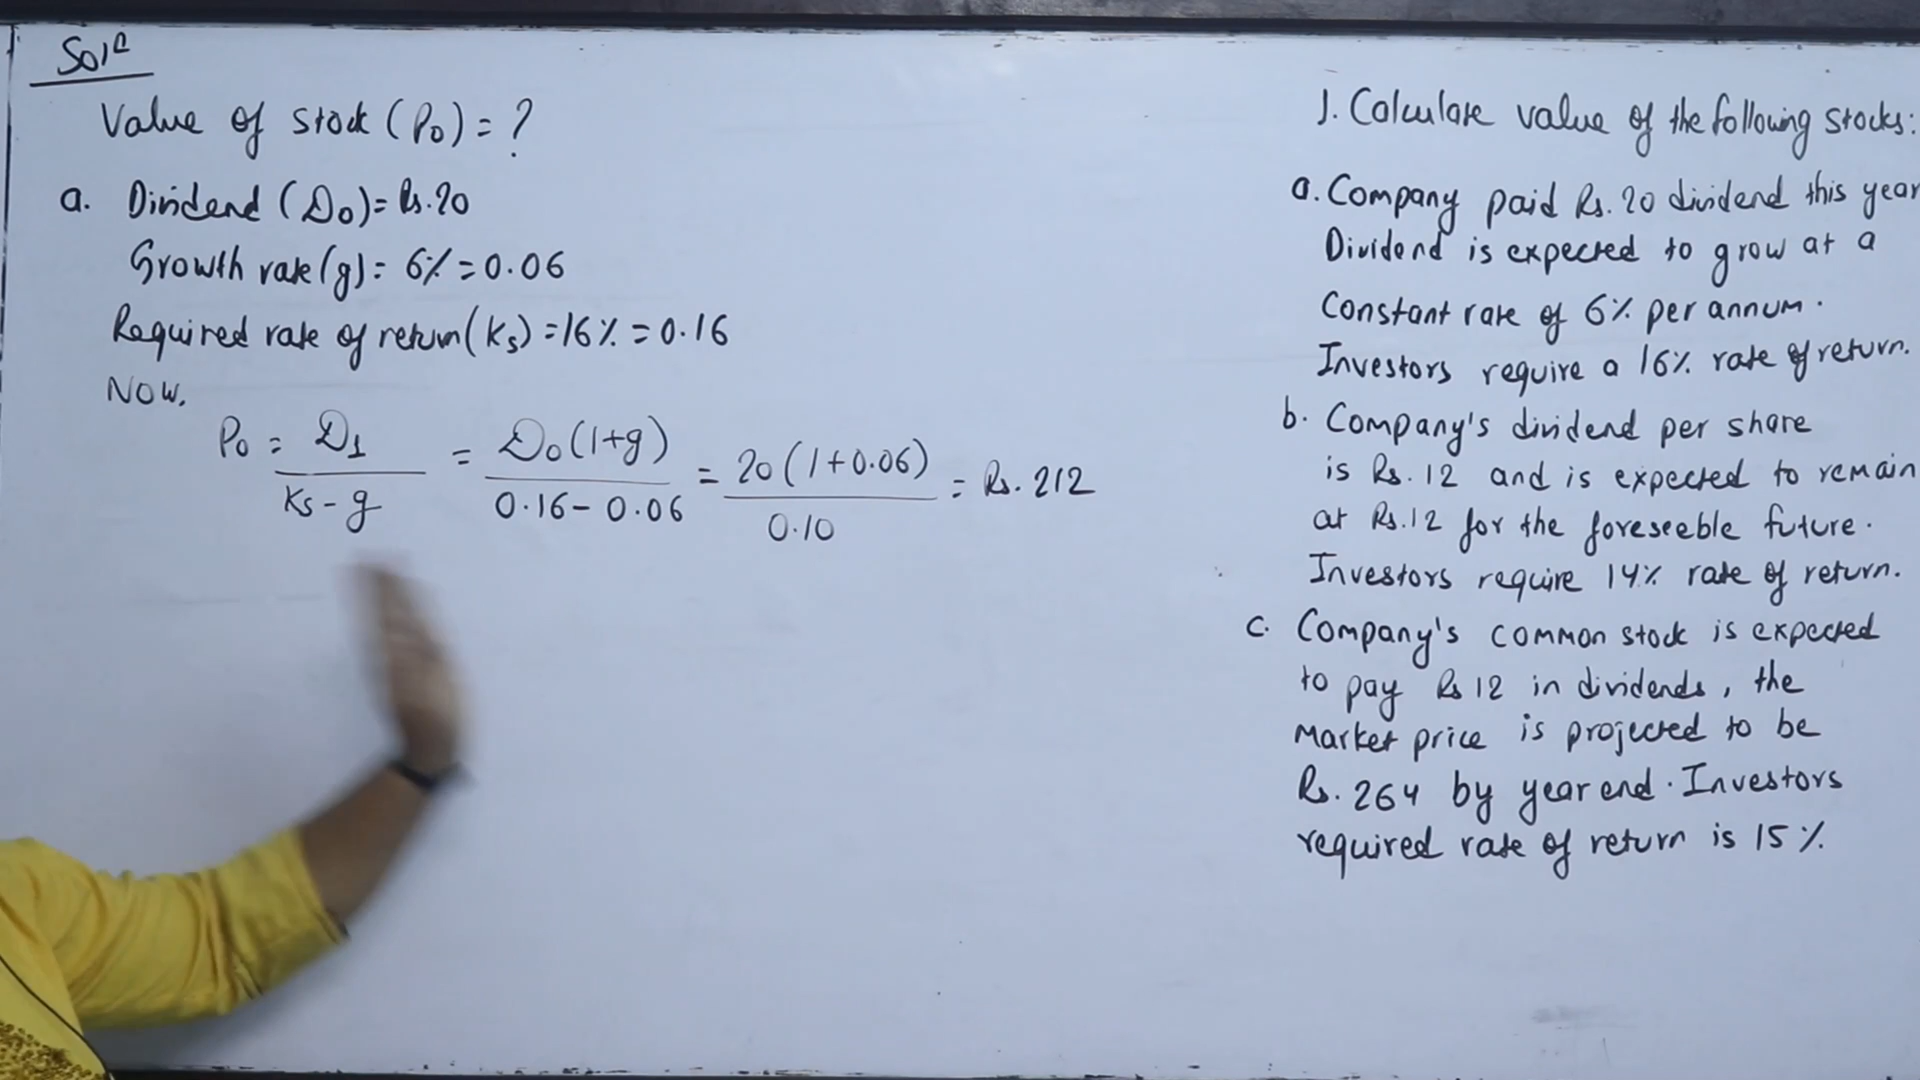 Solⁿ
Value of stock (P₀) = ?
a. Dividend (D₀) = Rs. 20
Growth rate (g) = 6% = 0.06
Required rate of return (Ks) = 16% = 0.16
Now,
P₀ = D₁ / Ks - g = D₀ (1+g) / 0.16 - 0.06 = 20 (1+0.06) / 0.10 = Rs. 212
1. Calculate value of the following stocks:
a. Company paid Rs. 20 dividend this year
Dividend is expected to grow at a
Constant rate of 6% per annum.
Investors require a 16% rate of return.
b. Company's dividend per share
is Rs. 12 and is expected to remain
at Rs. 12 for the foreseeble future.
Investors require 14% rate of return.
c. Company's common stock is expected
to pay Rs 12 in dividends, the
Market price is projected to be
Rs. 264 by year end. Investors
required rate of return is 15%.